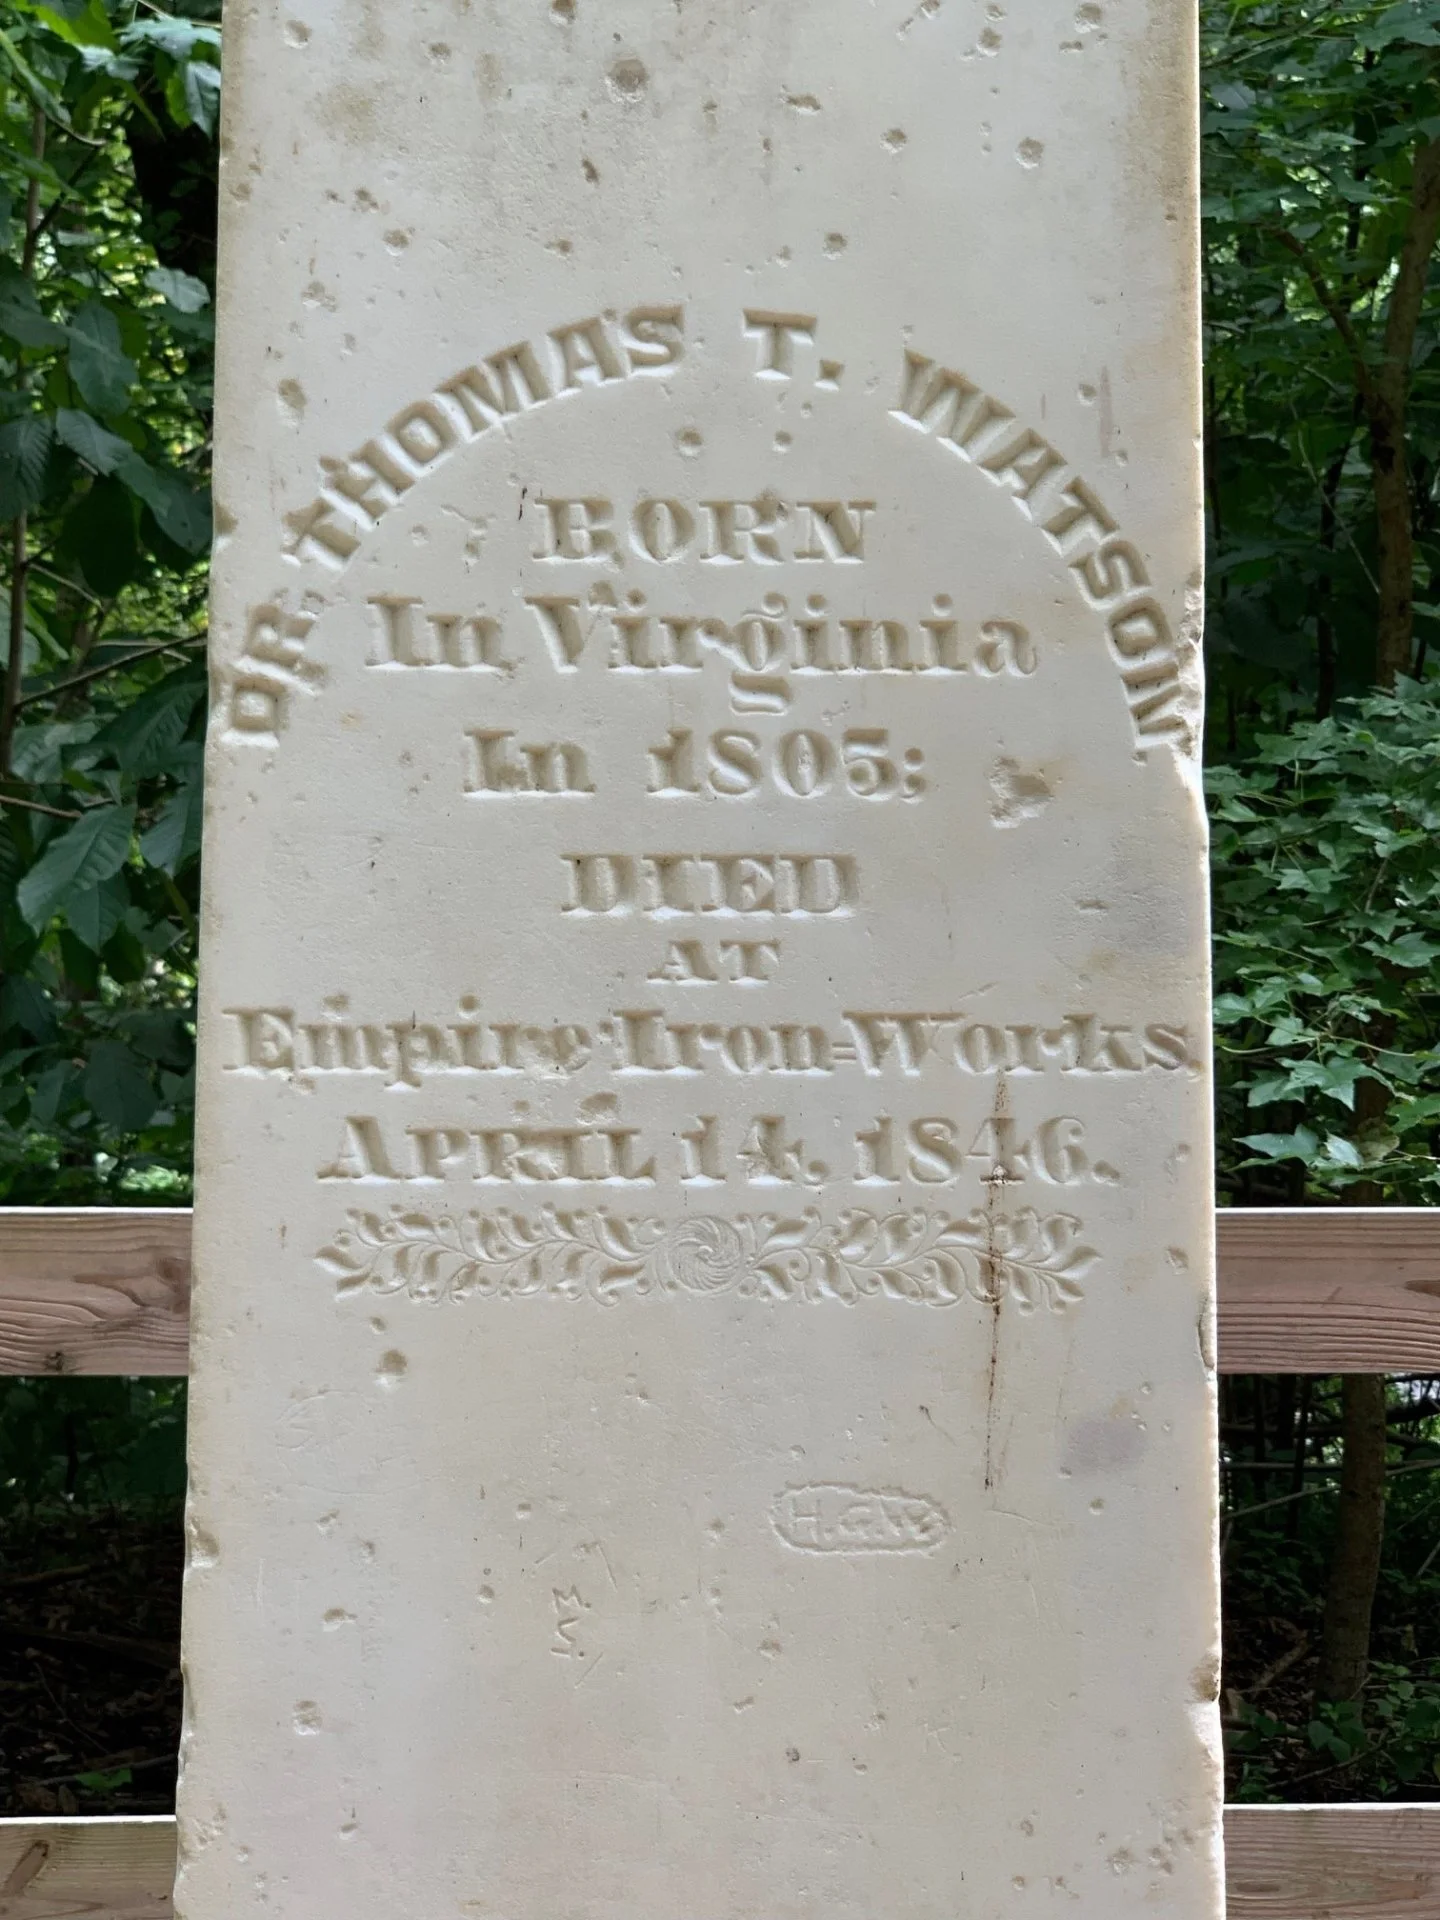 DR. THOMAS T. WATSON
BORN
In Virginia
In 1805;
DIED
AT
Empire Iron=Works
APRIL 14, 1846.
H.G.W.